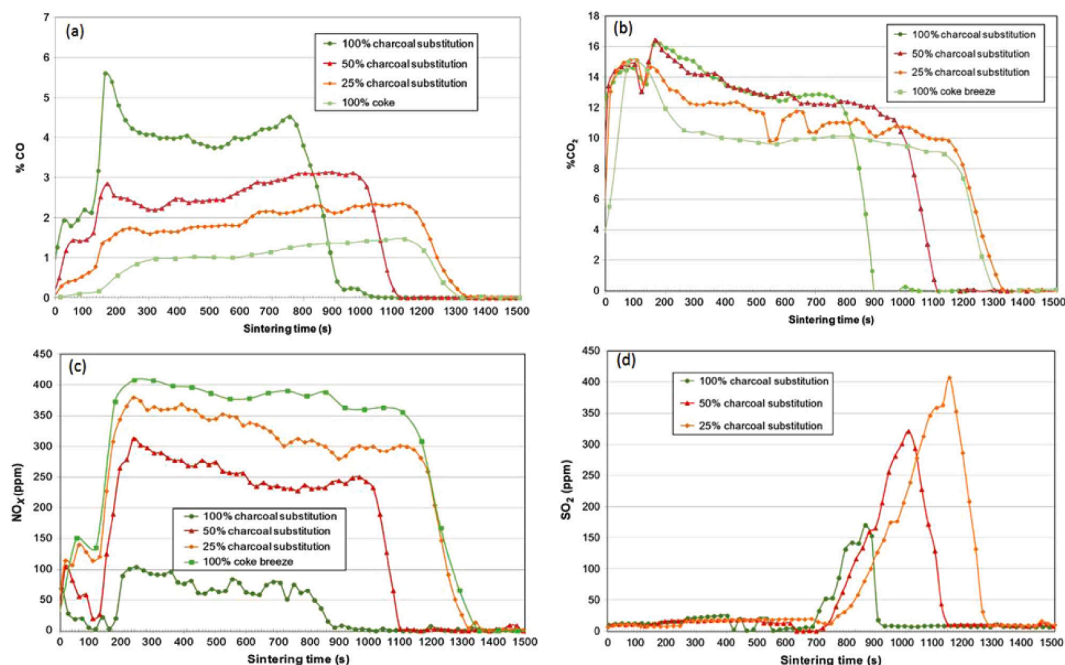 (a)
7
6
5
4
3
2
1
0
% CO
100% charcoal substitution
50% charcoal substitution
25% charcoal substitution
100% coke
0 100 200 300 400 500 600 700 800 900 1000 1100 1200 1300 1400 1500
Sintering time (s)
(b)
18
16
14
12
10
8
6
4
2
0
%CO₂
100% charcoal substitution
50% charcoal substitution
25% charcoal substitution
100% coke breeze
0 100 200 300 400 500 600 700 800 900 1000 1100 1200 1300 1400 1500
Sintering time (s)
(c)
450
400
350
300
250
200
150
100
50
0
NOX (ppm)
100% charcoal substitution
50% charcoal substitution
25% charcoal substitution
100% coke breeze
0 100 200 300 400 500 600 700 800 900 1000 1100 1200 1300 1400 1500
Sintering time (s)
(d)
450
400
350
300
250
200
150
100
50
0
SO₂ (ppm)
100% charcoal substitution
50% charcoal substitution
25% charcoal substitution
0 100 200 300 400 500 600 700 800 900 1000 1100 1200 1300 1400 1500
Sintering time (s)